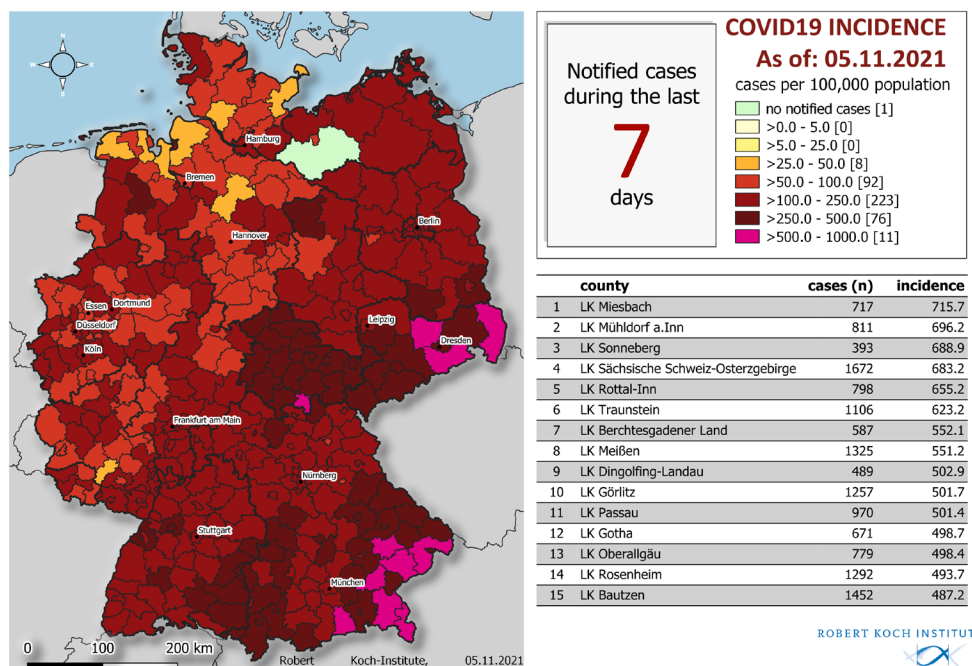 N
W
E
S
Hamburg
Bremen
Berlin
Hannover
Essen
Dortmund
Düsseldorf
Köln
Leipzig
Dresden
Frankfurt am Main
Nürnberg
Stuttgart
München
0 100 200 km
Robert Koch-Institute, 05.11.2021
Notified cases
during the last
7
days
COVID19 INCIDENCE
As of: 05.11.2021
cases per 100,000 population
no notified cases [1]
>0.0 - 5.0 [0]
>5.0 - 25.0 [0]
>25.0 - 50.0 [8]
>50.0 - 100.0 [92]
>100.0 - 250.0 [223]
>250.0 - 500.0 [76]
>500.0 - 1000.0 [11]
county cases (n) incidence
1 LK Miesbach 717 715.7
2 LK Mühldorf a.Inn 811 696.2
3 LK Sonneberg 393 688.9
4 LK Sächsische Schweiz-Osterzgebirge 1672 683.2
5 LK Rottal-Inn 798 655.2
6 LK Traunstein 1106 623.2
7 LK Berchtesgadener Land 587 552.1
8 LK Meißen 1325 551.2
9 LK Dingolfing-Landau 489 502.9
10 LK Görlitz 1257 501.7
11 LK Passau 970 501.4
12 LK Gotha 671 498.7
13 LK Oberallgäu 779 498.4
14 LK Rosenheim 1292 493.7
15 LK Bautzen 1452 487.2
ROBERT KOCH INSTITUT